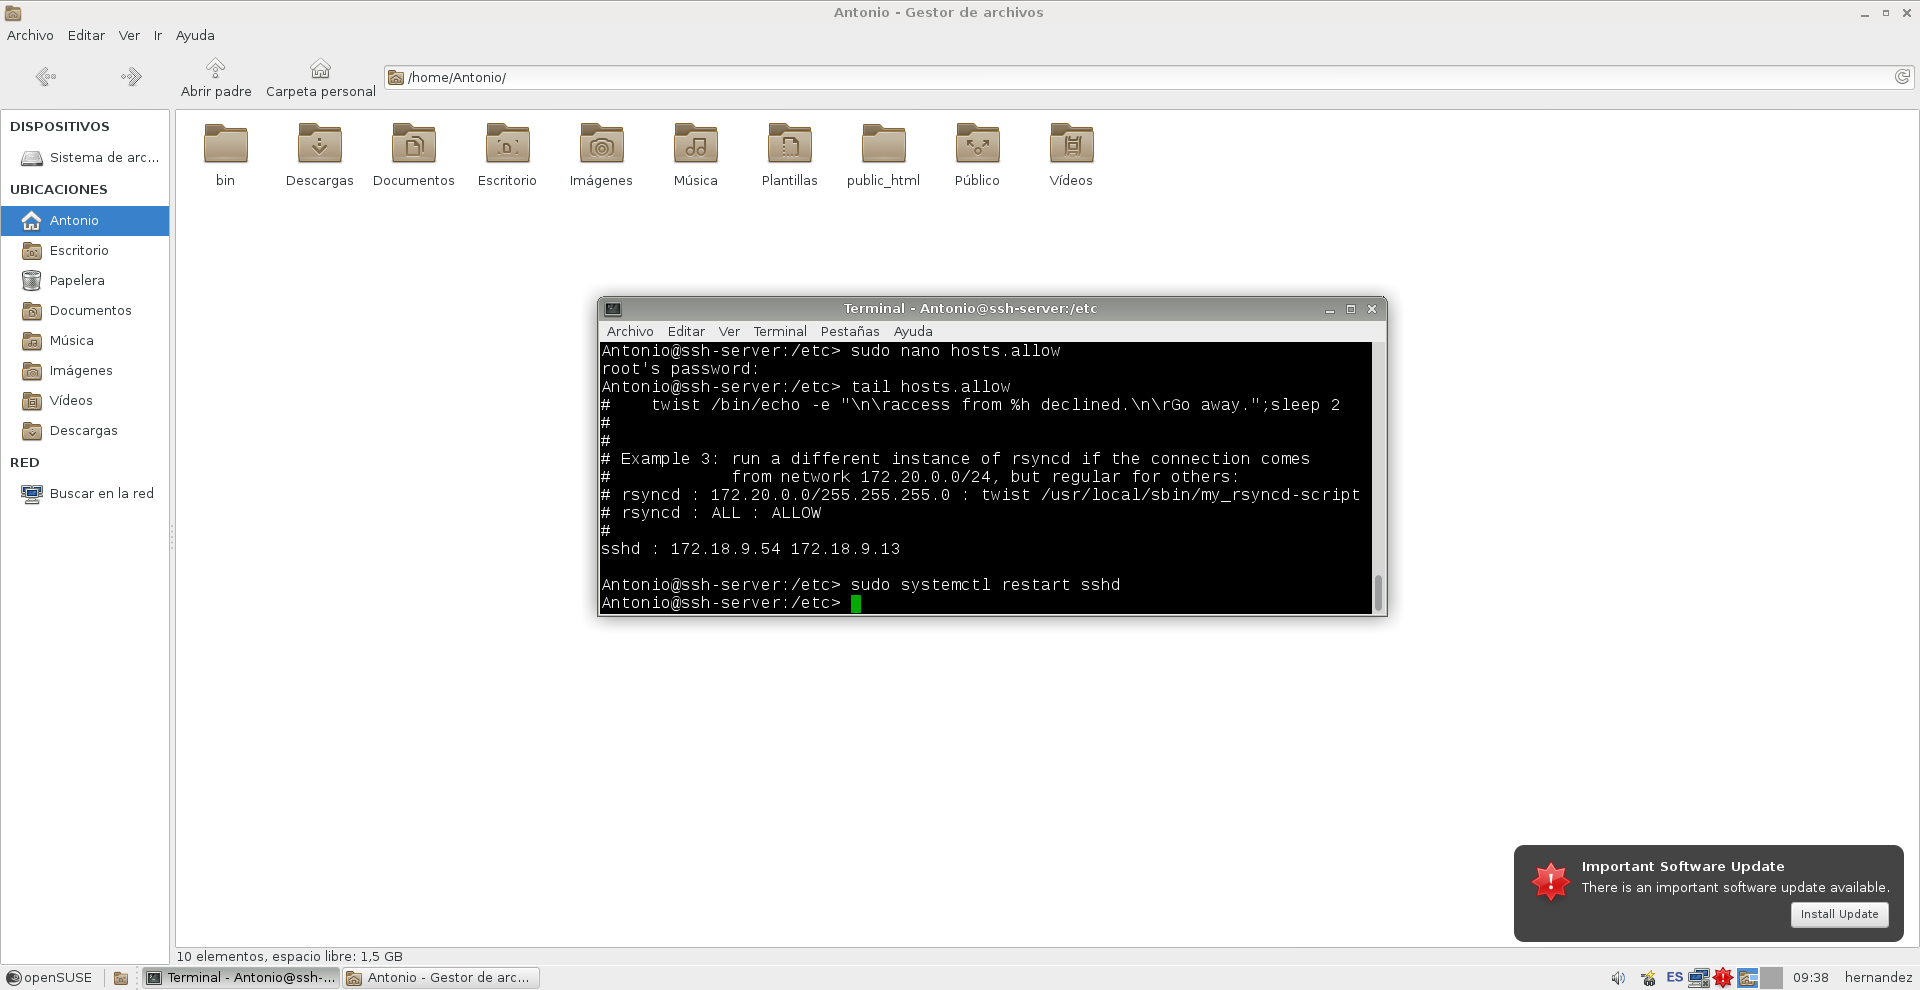 Antonio - Gestor de archivos
Archivo Editar Ver Ir Ayuda
Abrir padre Carpeta personal /home/Antonio/
DISPOSITIVOS
Sistema de arc...
UBICACIONES
Antonio
Escritorio
Papelera
Documentos
Música
Imágenes
Vídeos
Descargas
RED
Buscar en la red
bin Descargas Documentos Escritorio Imágenes Música Plantillas public_html Público Vídeos
Terminal - Antonio@ssh-server:/etc
Archivo Editar Ver Terminal Pestañas Ayuda
Antonio@ssh-server:/etc> sudo nano hosts.allow
root's password:
Antonio@ssh-server:/etc> tail hosts.allow
#    twist /bin/echo -e "\n\raccess from %h declined.\n\rGo away.";sleep 2
#
#
# Example 3: run a different instance of rsyncd if the connection comes
#            from network 172.20.0.0/24, but regular for others:
# rsyncd : 172.20.0.0/255.255.255.0 : twist /usr/local/sbin/my_rsyncd-script
# rsyncd : ALL : ALLOW
#
sshd : 172.18.9.54 172.18.9.13
Antonio@ssh-server:/etc> sudo systemctl restart sshd
Antonio@ssh-server:/etc>
Important Software Update
There is an important software update available.
Install Update
10 elementos, espacio libre: 1,5 GB
openSUSE Terminal - Antonio@ssh-... Antonio - Gestor de arc... ES 09:38 hernandez